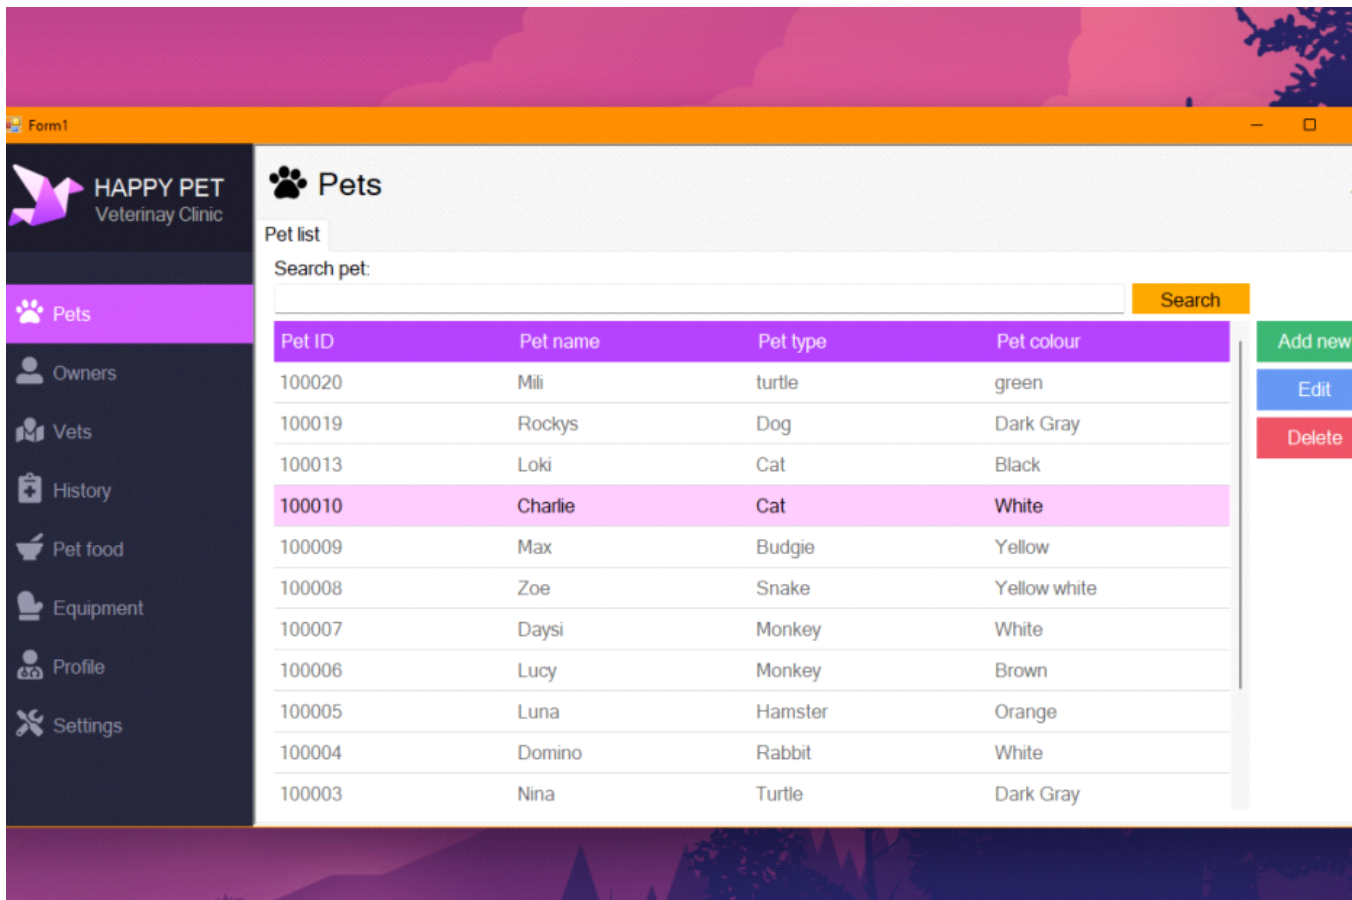 Form1
HAPPY PET
Veterinay Clinic
Pets
Owners
Vets
History
Pet food
Equipment
Profile
Settings
Pets
Pet list
Search pet:
Search
Pet ID Pet name Pet type Pet colour
100020 Mili turtle green
100019 Rockys Dog Dark Gray
100013 Loki Cat Black
100010 Charlie Cat White
100009 Max Budgie Yellow
100008 Zoe Snake Yellow white
100007 Daysi Monkey White
100006 Lucy Monkey Brown
100005 Luna Hamster Orange
100004 Domino Rabbit White
100003 Nina Turtle Dark Gray
Add new
Edit
Delete